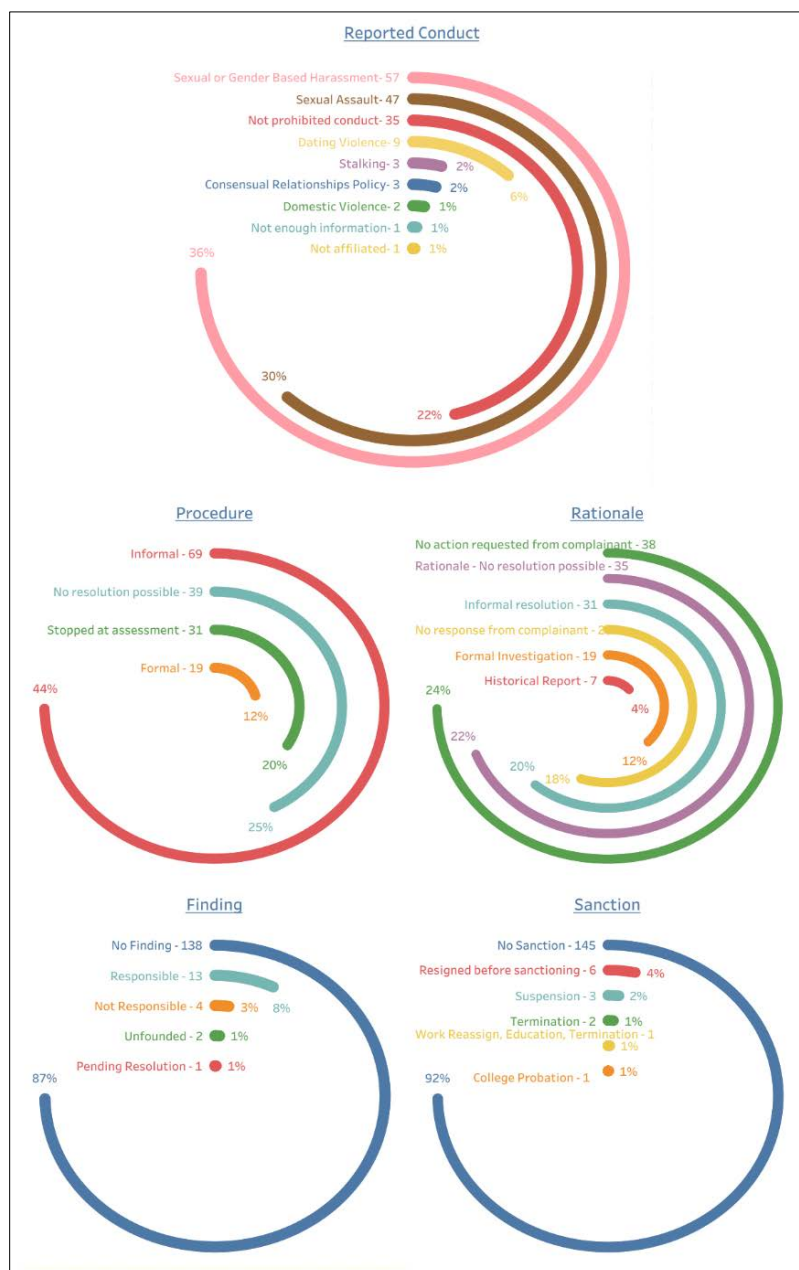 Reported Conduct
Sexual or Gender Based Harassment- 57
Sexual Assault- 47
Not prohibited conduct- 35
Dating Violence- 9
Stalking- 3
2%
Consensual Relationships Policy- 3
2%
6%
Domestic Violence- 2
1%
Not enough information- 1
1%
Not affiliated- 1
1%
36%
30%
22%
Procedure
Informal - 69
No resolution possible - 39
Stopped at assessment - 31
Formal - 19
44%
12%
20%
25%
Rationale
No action requested from complainant - 38
Rationale - No resolution possible - 35
Informal resolution - 31
No response from complainant -
Formal Investigation - 19
Historical Report - 7
24%
4%
22%
12%
20%
18%
Finding
No Finding - 138
Responsible - 13
Not Responsible - 4
3%
8%
Unfounded - 2
1%
Pending Resolution - 1
1%
87%
Sanction
No Sanction - 145
Resigned before sanctioning - 6
4%
Suspension - 3
2%
Termination - 2
1%
Work Reassign, Education, Termination - 1
1%
College Probation - 1
1%
92%